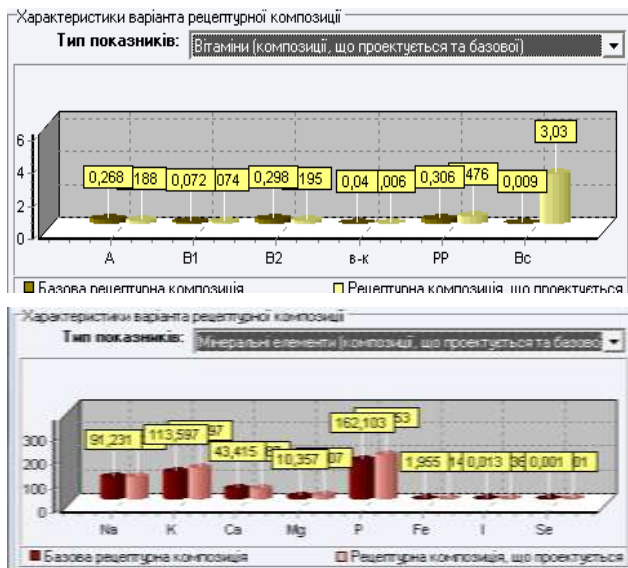 Характеристики варіанта рецептурної композиції
Тип показників: Вітаміни (композиції, що проектується та базової)
3,03
0,268 188 0,072 074 0,298 195 0,04 ,006 0,306 476 0,009
6
4
2
0
A B1 B2 в-к PP Bc
Базова рецептурна композиція Рецептурна композиція, що проектується
Характеристики варіанта рецептурної композиції
Тип показників: Мінеральні елементи (композиції, що проектується та базово
91,231 113,597 97 43,415 10,357 07 162,103 53 1,955 14 0,013 36 0,001 01
300
200
100
0
Na K Ca Mg P Fe I Se
Базова рецептурна композиція Рецептурна композиція, що проектується